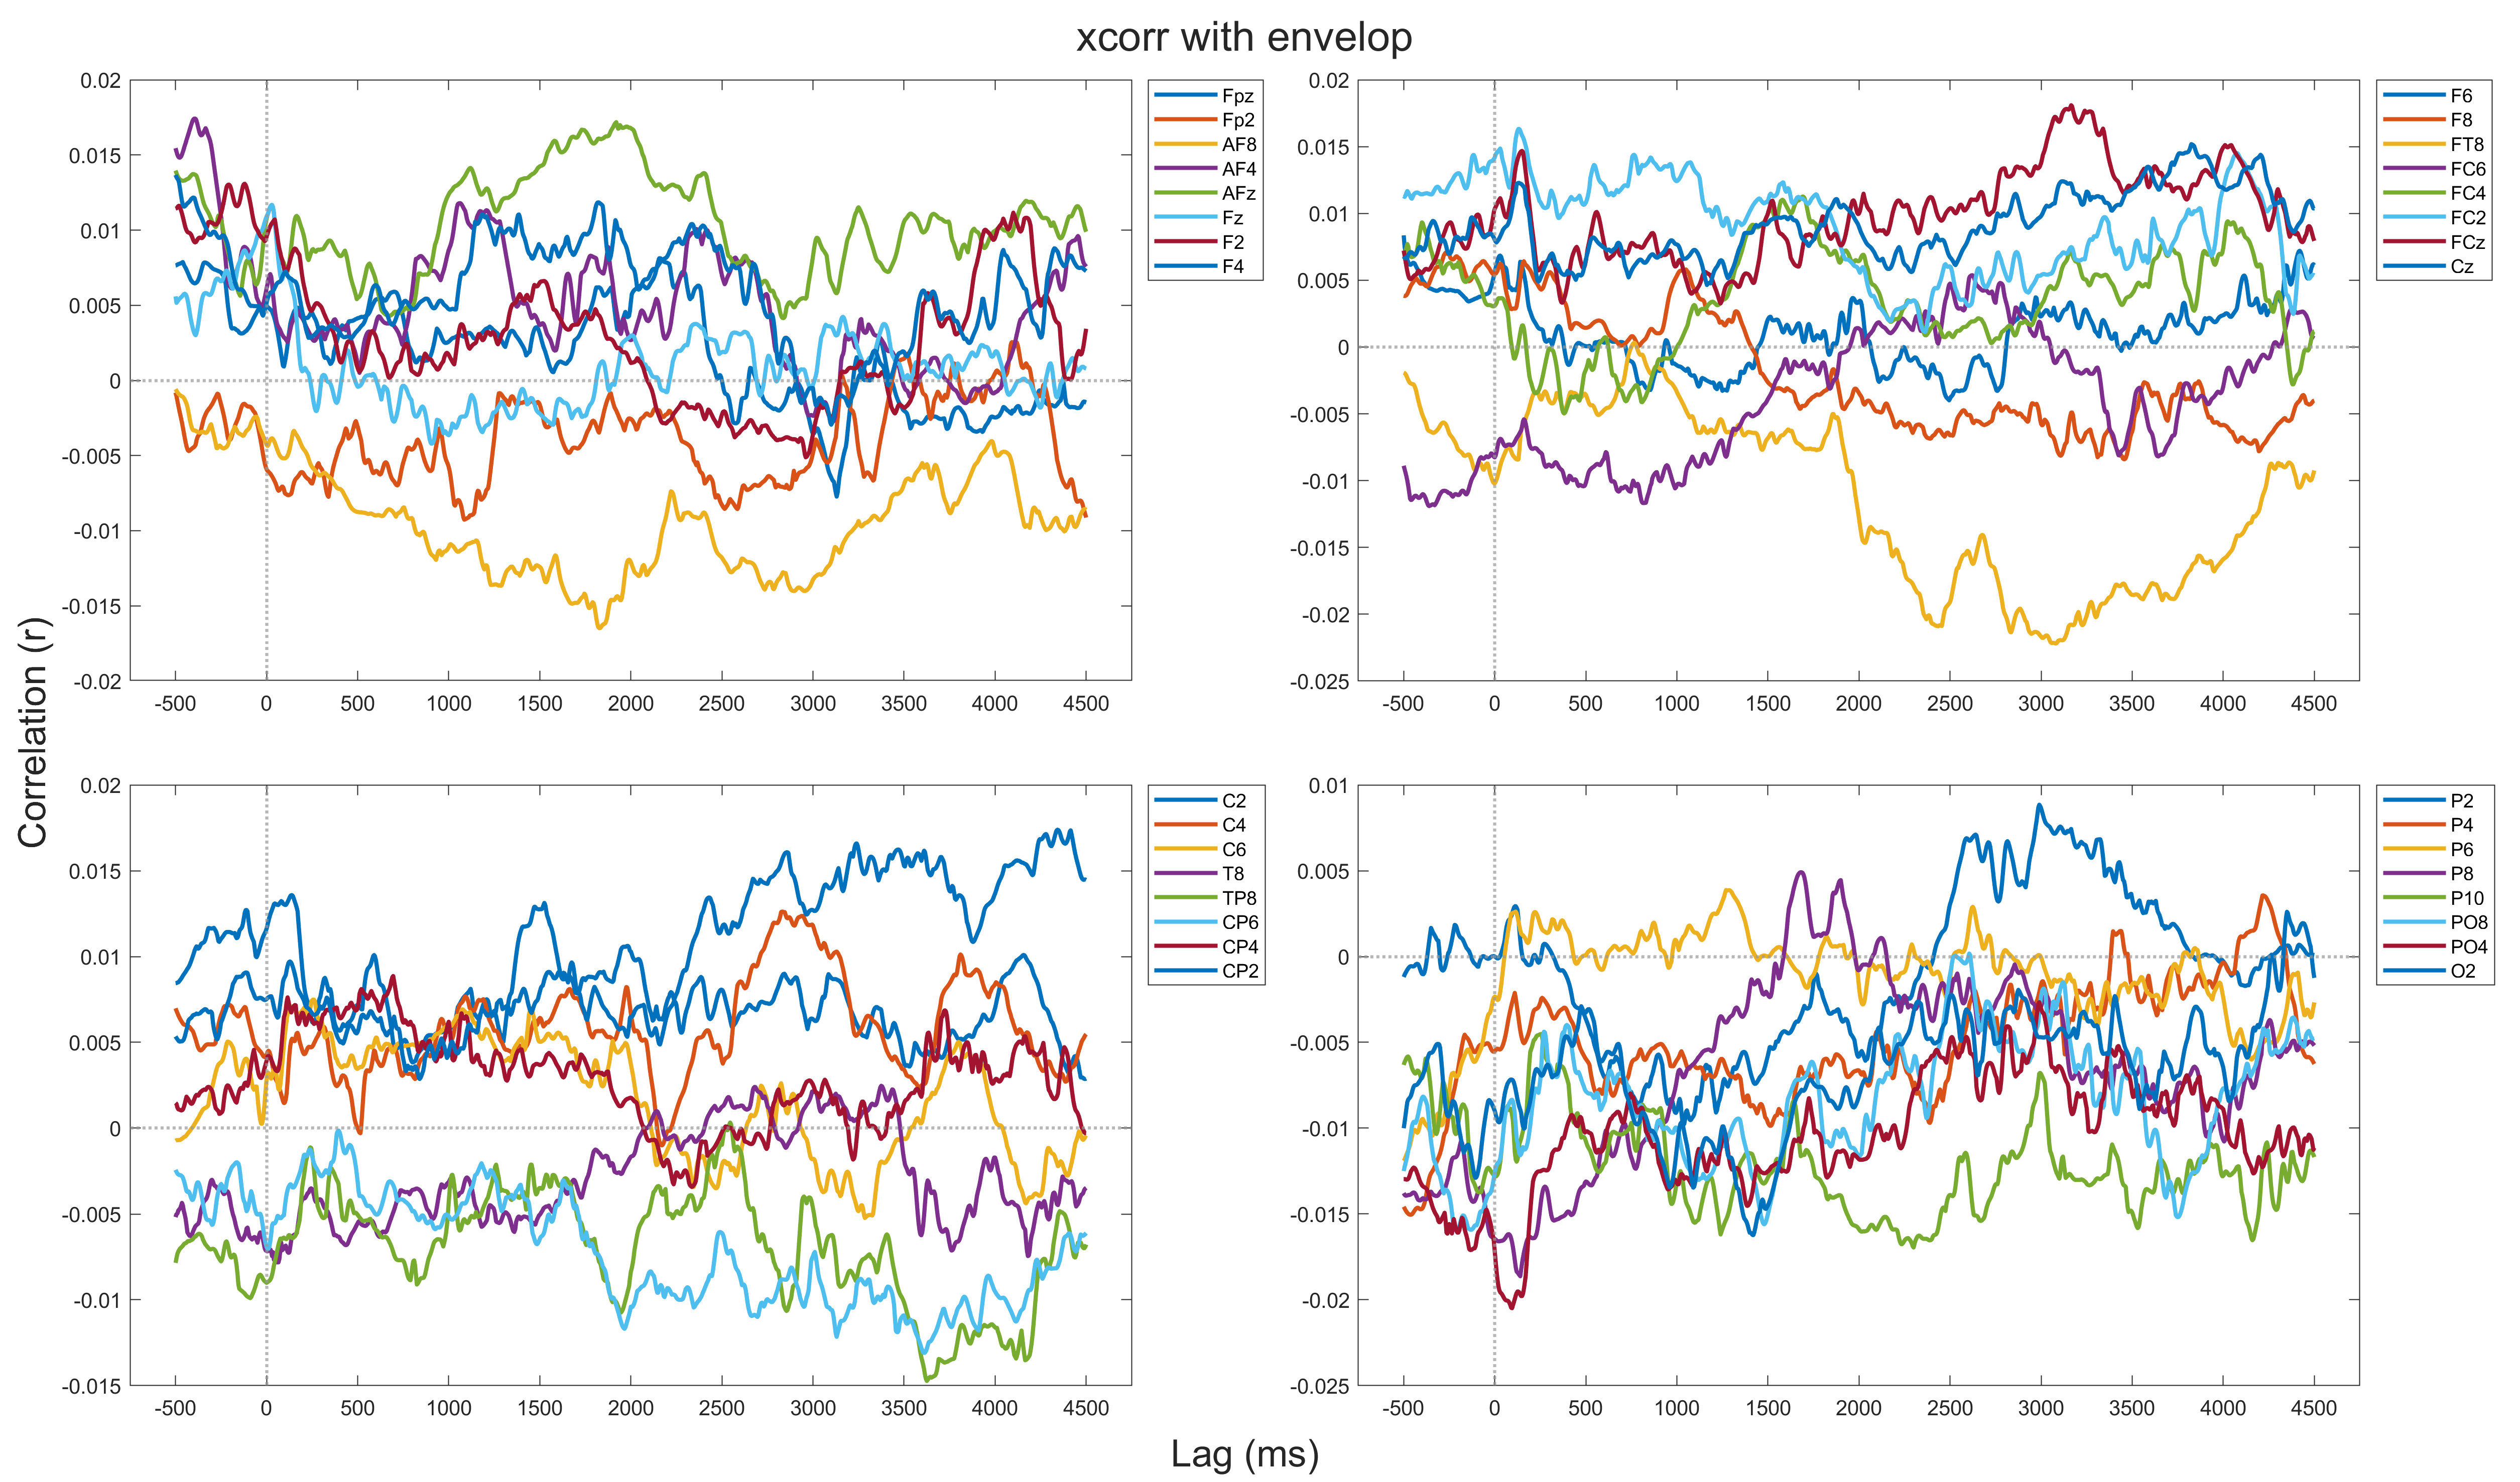 xcorr with envelop
Correlation (r)
0.02
0.015
0.01
0.005
0
-0.005
-0.01
-0.015
-0.02
-500 0 500 1000 1500 2000 2500 3000 3500 4000 4500
Fpz
Fp2
AF8
AF4
AFz
Fz
F2
F4
0.02
0.015
0.01
0.005
0
-0.005
-0.01
-0.015
-0.02
-0.025
-500 0 500 1000 1500 2000 2500 3000 3500 4000 4500
F6
F8
FT8
FC6
FC4
FC2
FCz
Cz
0.02
0.015
0.01
0.005
0
-0.005
-0.01
-0.015
-500 0 500 1000 1500 2000 2500 3000 3500 4000 4500
C2
C4
C6
T8
TP8
CP6
CP4
CP2
0.01
0.005
0
-0.005
-0.01
-0.015
-0.02
-0.025
-500 0 500 1000 1500 2000 2500 3000 3500 4000 4500
P2
P4
P6
P8
P10
PO8
PO4
O2
Lag (ms)